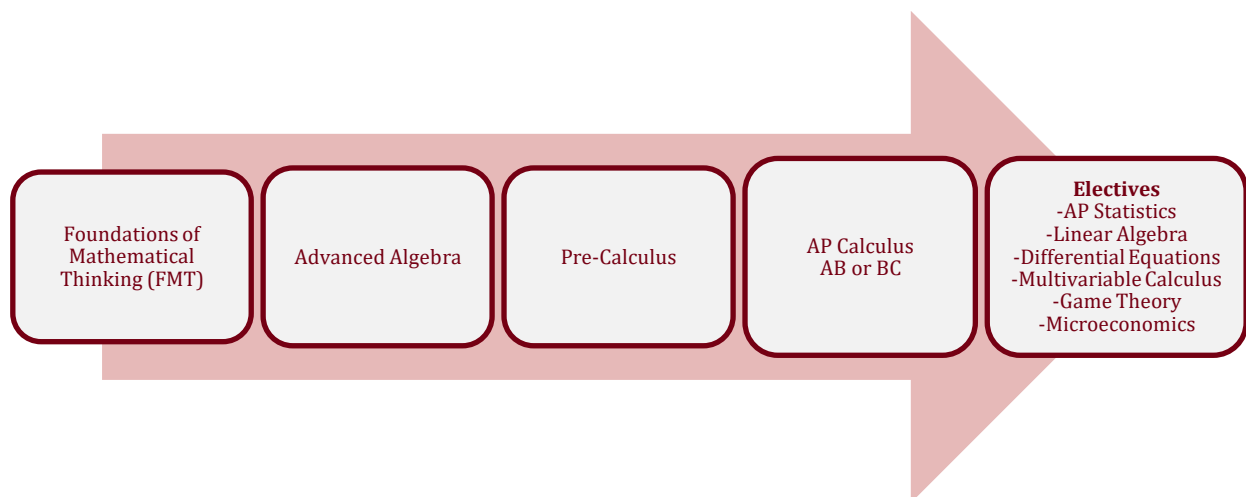 Foundations of
Mathematical
Thinking (FMT)
Advanced Algebra
Pre-Calculus
AP Calculus
AB or BC
Electives
-AP Statistics
-Linear Algebra
-Differential Equations
-Multivariable Calculus
-Game Theory
-Microeconomics